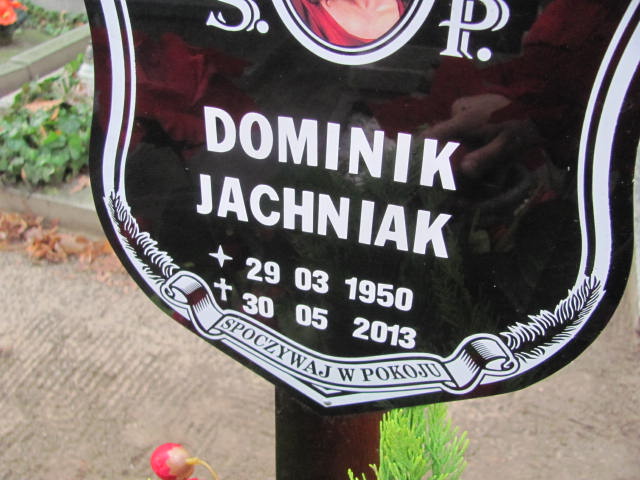 Ś. P.
DOMINIK
JACHNIAK
29 03 1950
† 30 05 2013
SPOCZYWAJ W POKOJU